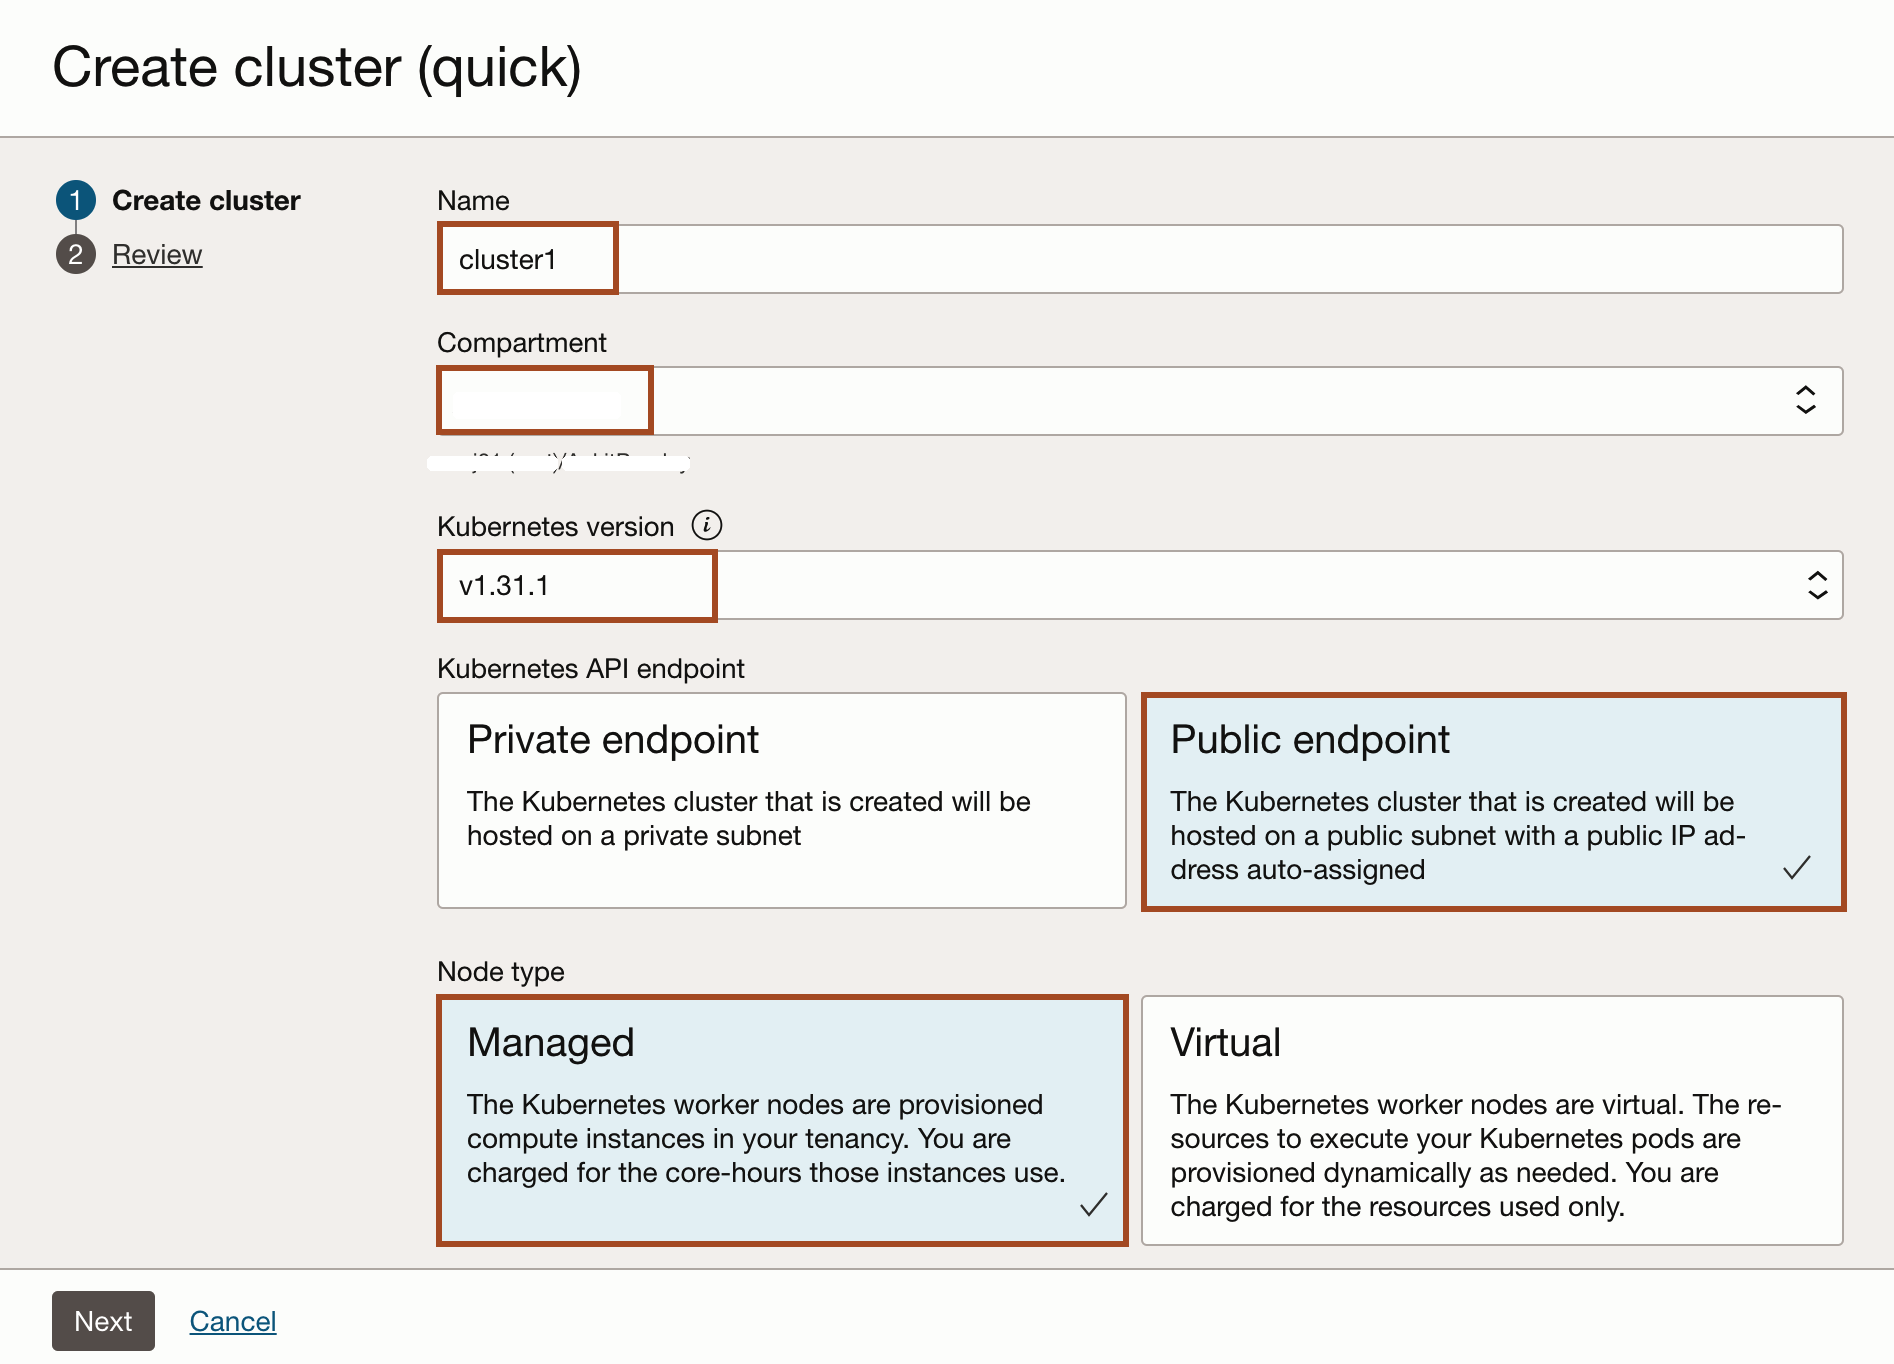 Create cluster (quick)
1 Create cluster
2 Review
Name
cluster1
Compartment
Kubernetes version i
v1.31.1
Kubernetes API endpoint
Private endpoint
The Kubernetes cluster that is created will be
hosted on a private subnet
Public endpoint
The Kubernetes cluster that is created will be
hosted on a public subnet with a public IP ad-
dress auto-assigned
Node type
Managed
The Kubernetes worker nodes are provisioned
compute instances in your tenancy. You are
charged for the core-hours those instances use.
Virtual
The Kubernetes worker nodes are virtual. The re-
sources to execute your Kubernetes pods are
provisioned dynamically as needed. You are
charged for the resources used only.
Next Cancel